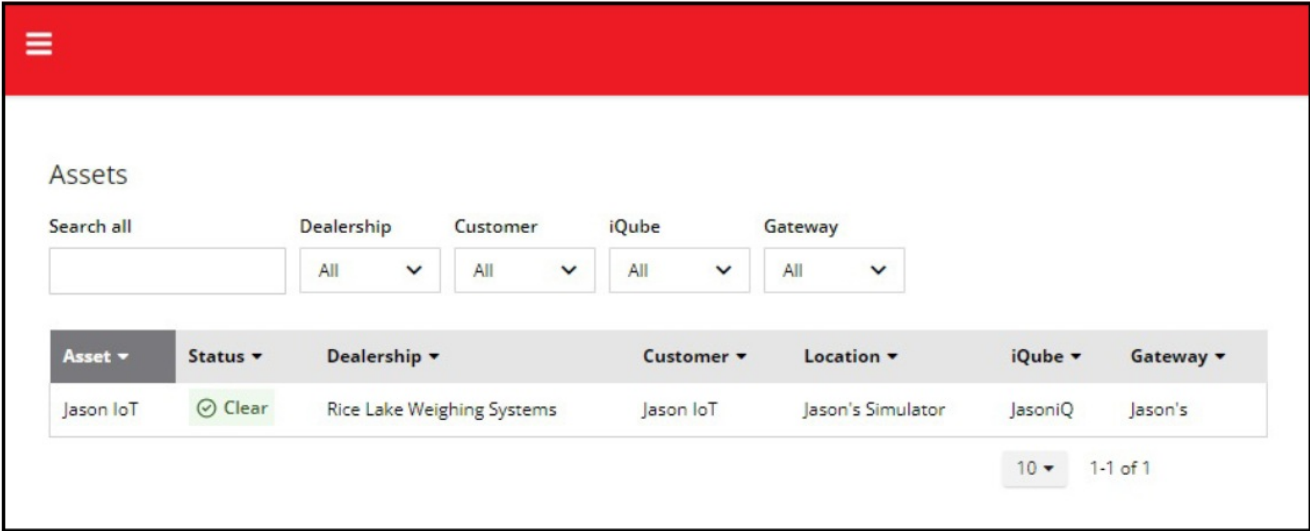 Assets
Search all Dealership Customer iQube Gateway
All All All All
Asset Status Dealership Customer Location iQube Gateway
Jason IoT Clear Rice Lake Weighing Systems Jason IoT Jason's Simulator JasoniQ Jason's
10 1-1 of 1